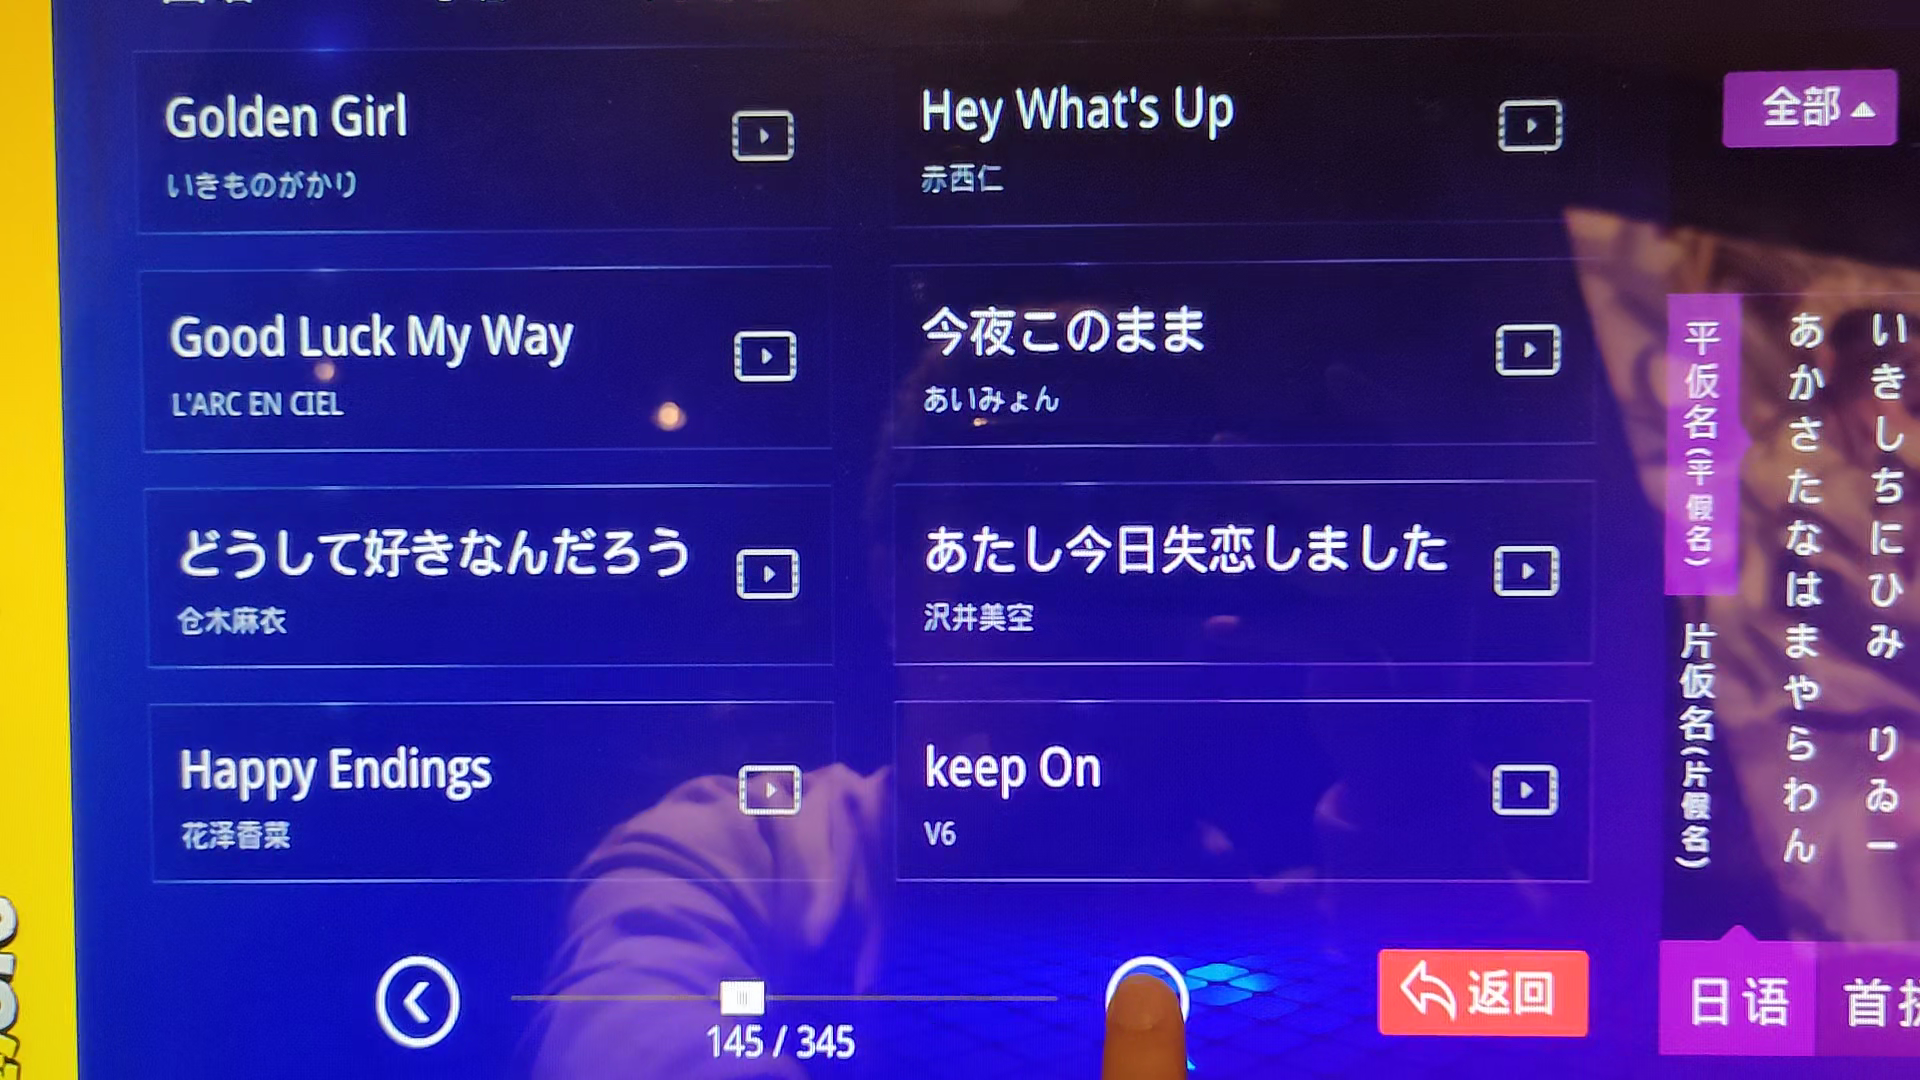 Golden Girl
いきものがかり
Hey What's Up
赤西仁
Good Luck My Way
L'ARC EN CIEL
今夜このまま
あいみょん
どうして好きなんだろう
仓木麻衣
あたし今日失恋しました
沢井美空
Happy Endings
花泽香菜
keep On
V6
145 / 345
返回
全部
平仮名(平假名)
片仮名(片假名)
あかさたなはまやらわん
いきしちにひみ りゐー
日语
首